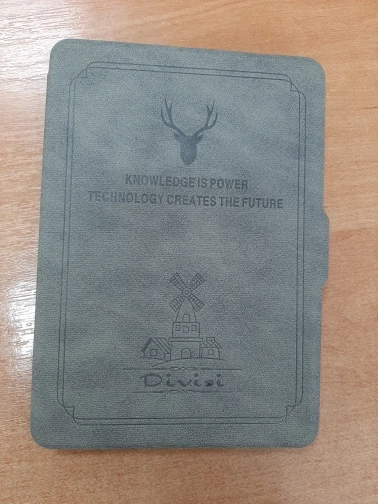 KNOWLEDGE IS POWER
TECHNOLOGY CREATES THE FUTURE
Divisi